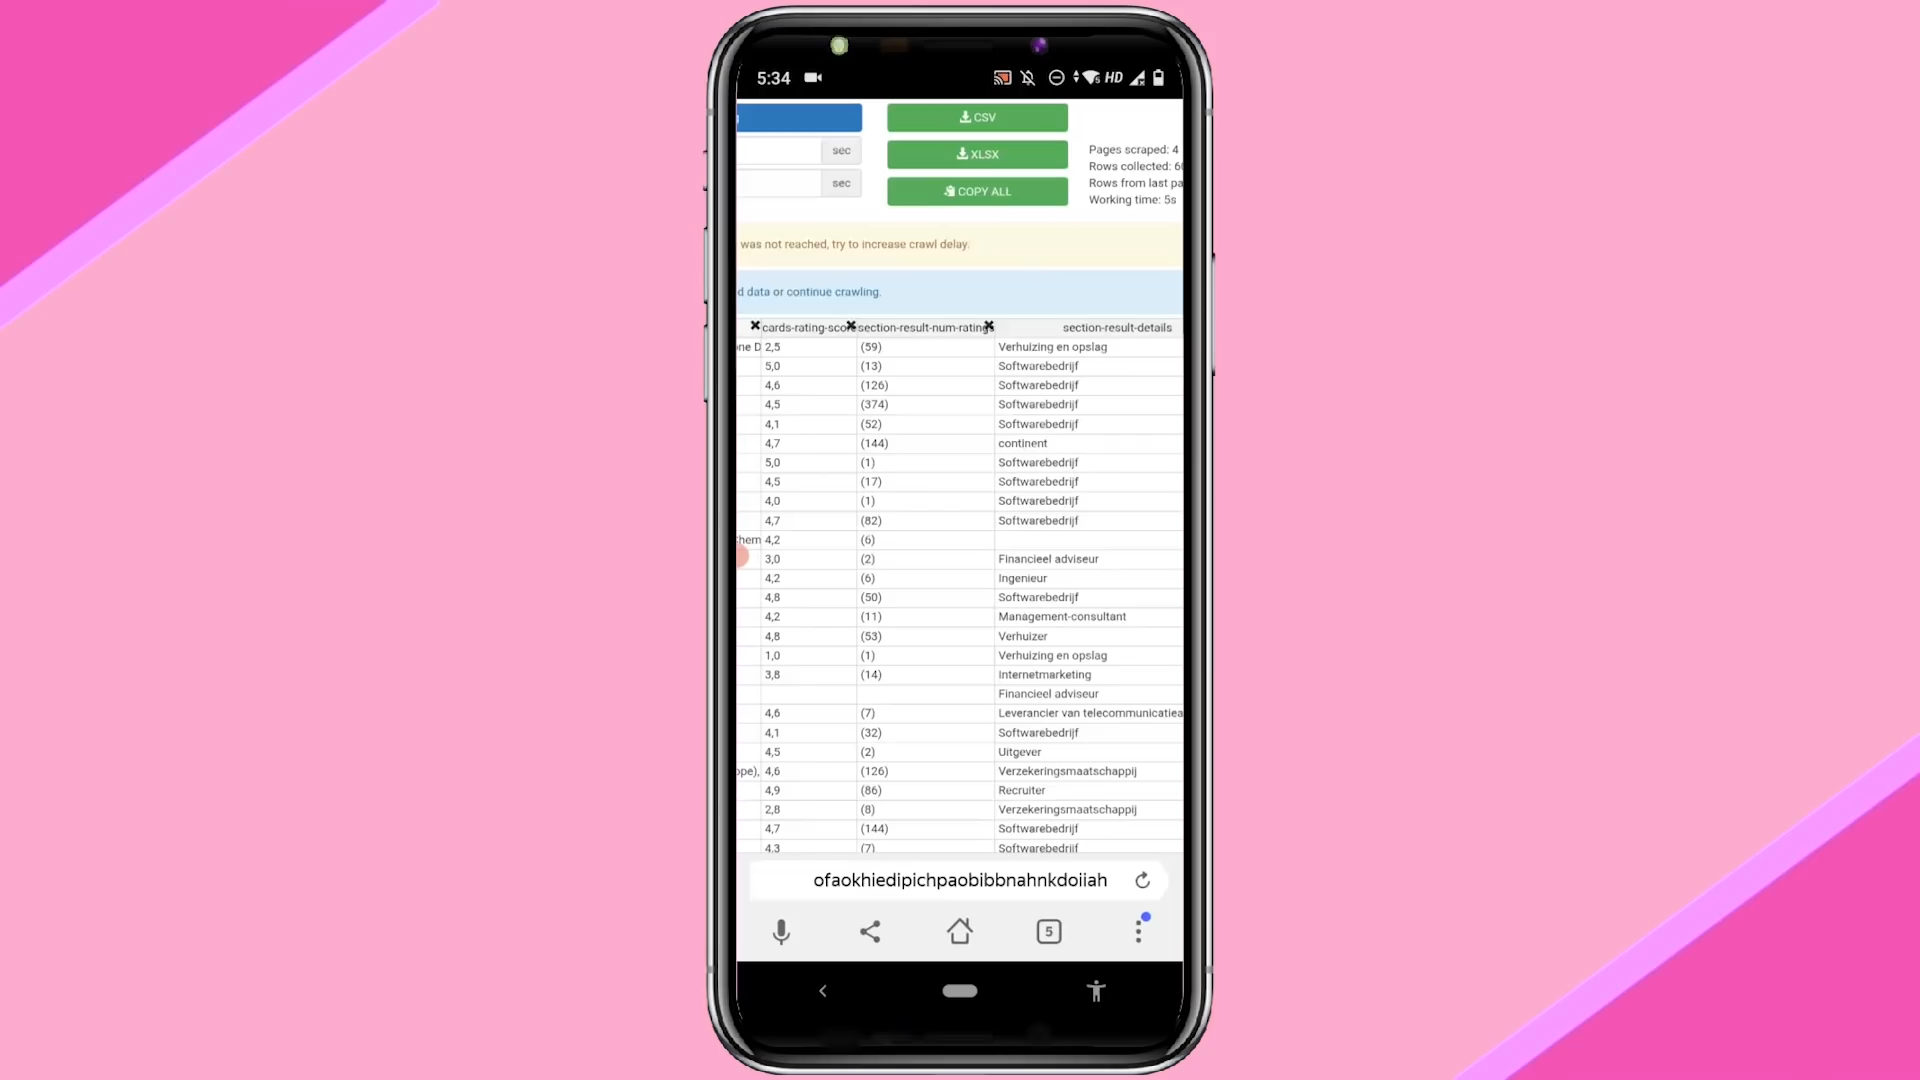 5:34
HD
CSV
sec
XLSX
sec
COPY ALL
Pages scraped: 4
Rows collected:
Rows from last
Working time: 5s
was not reached, try to increase crawl delay.
d data or continue crawling.
cards-rating-score section-result-num-ratings section-result-details
one D 2,5 (59) Verhuizing en opslag
5,0 (13) Softwarebedrijf
4,6 (126) Softwarebedrijf
4,5 (374) Softwarebedrijf
4,1 (52) Softwarebedrijf
4,7 (144) continent
5,0 (1) Softwarebedrijf
4,5 (17) Softwarebedrijf
4,0 (1) Softwarebedrijf
4,7 (82) Softwarebedrijf
Chem 4,2 (6)
3,0 (2) Financieel adviseur
4,2 (6) Ingenieur
4,8 (50) Softwarebedrijf
4,2 (11) Management-consultant
4,8 (53) Verhuizer
1,0 (1) Verhuizing en opslag
3,8 (14) Internetmarketing
Financieel adviseur
4,6 (7) Leverancier van telecommunicatiea
4,1 (32) Softwarebedrijf
4,5 (2) Uitgever
ope), 4,6 (126) Verzekeringsmaatschappij
4,9 (86) Recruiter
2,8 (8) Verzekeringsmaatschappij
4,7 (144) Softwarebedrijf
4,3 (7) Softwarebedrijf
ofaokhiedipichpaobibbnahnkdoiiah
5